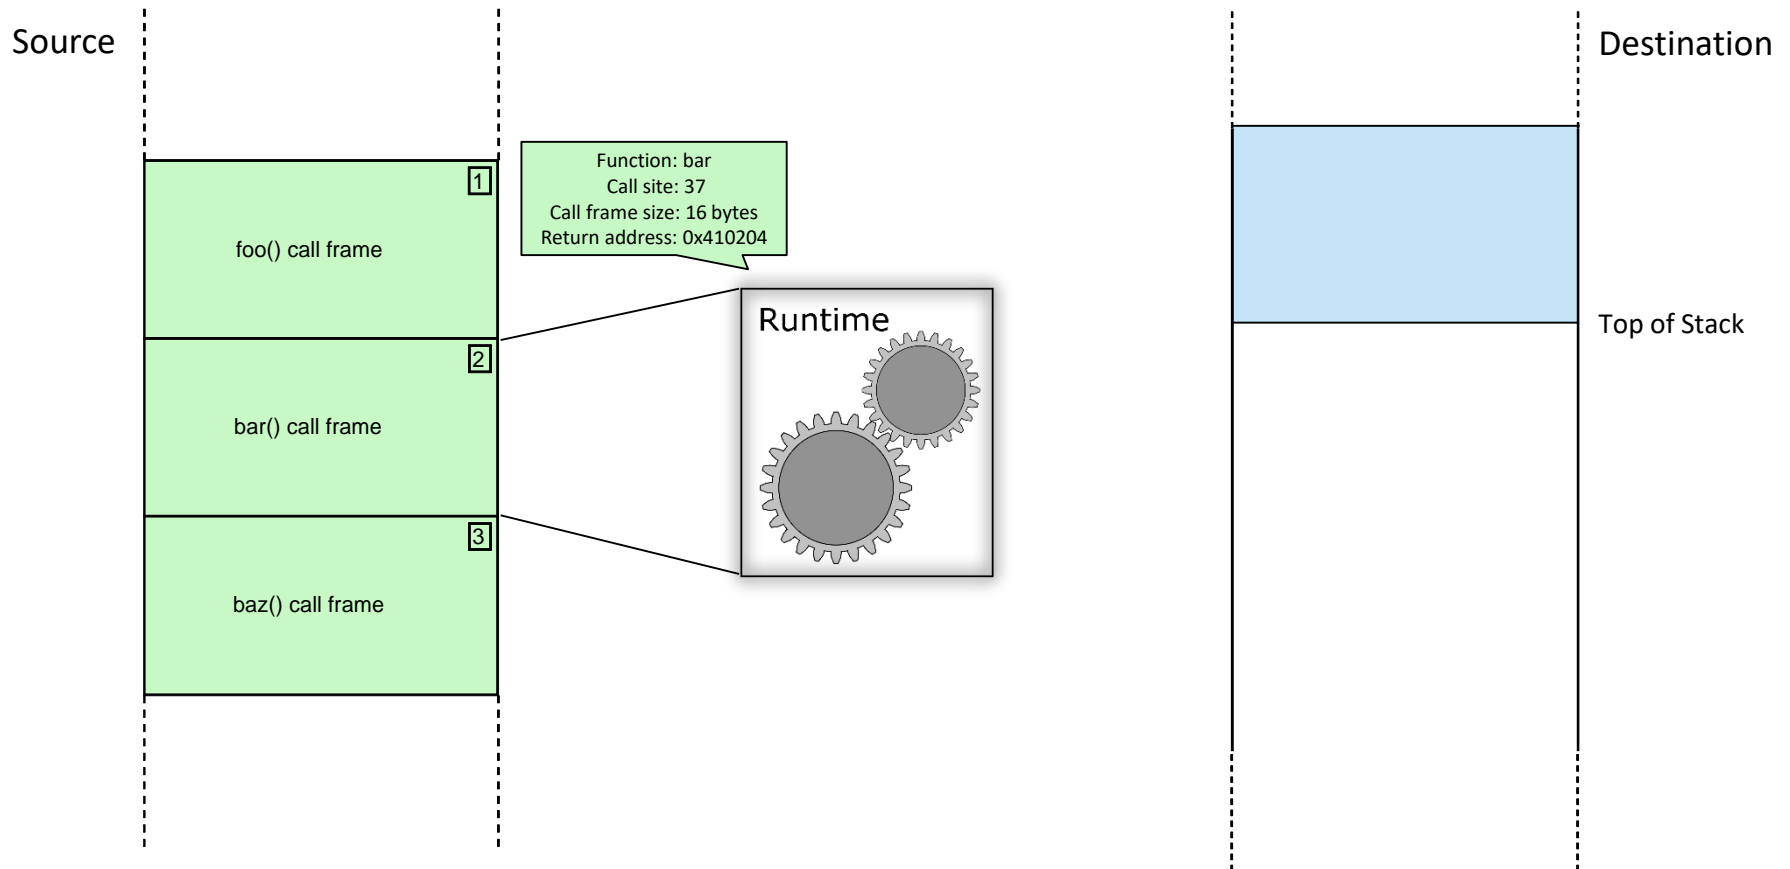 Source
Destination
1
foo() call frame
Function: bar
Call site: 37
Call frame size: 16 bytes
Return address: 0x410204
2
bar() call frame
Runtime
Top of Stack
3
baz() call frame